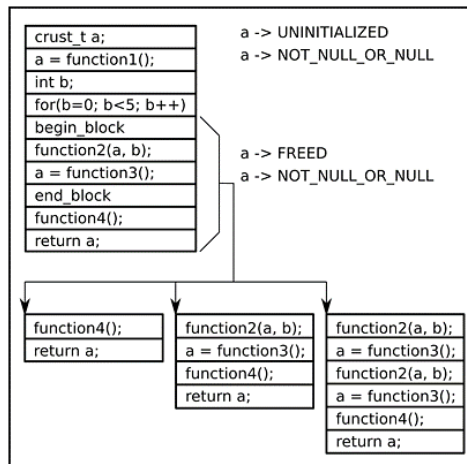 crust_t a;
a = function1();
int b;
for(b=0; b<5; b++)
begin_block
function2(a, b);
a = function3();
end_block
function4();
return a;
a -> UNINITIALIZED
a -> NOT_NULL_OR_NULL
a -> FREED
a -> NOT_NULL_OR_NULL
function4();
return a;
function2(a, b);
a = function3();
function4();
return a;
function2(a, b);
a = function3();
function2(a, b);
a = function3();
function4();
return a;